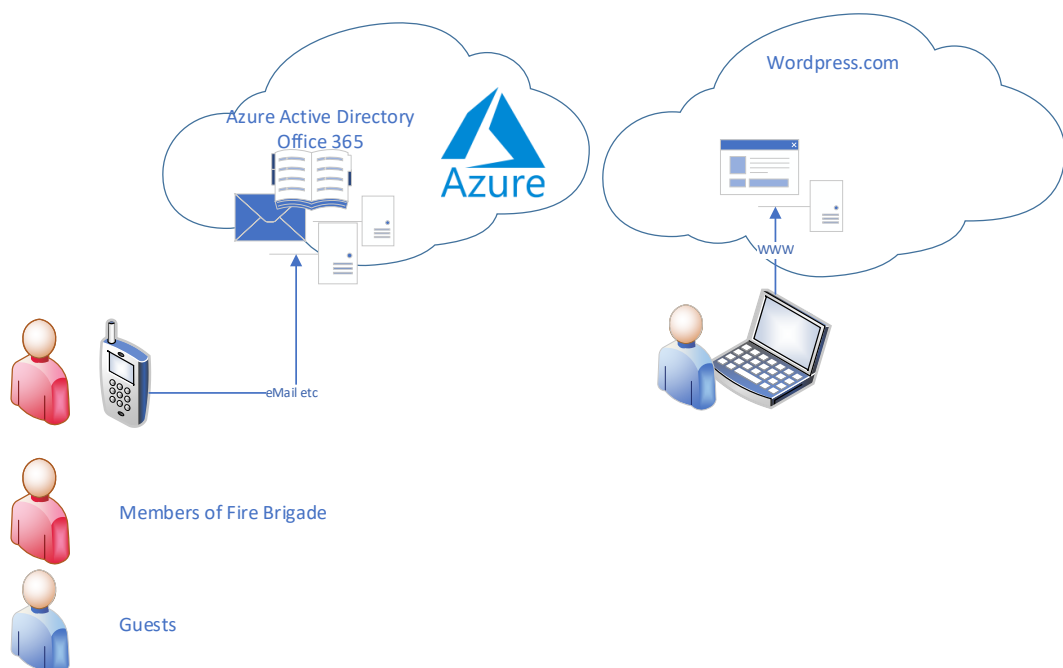 Azure Active Directory
Office 365
Azure
Wordpress.com
www
eMail etc
Members of Fire Brigade
Guests